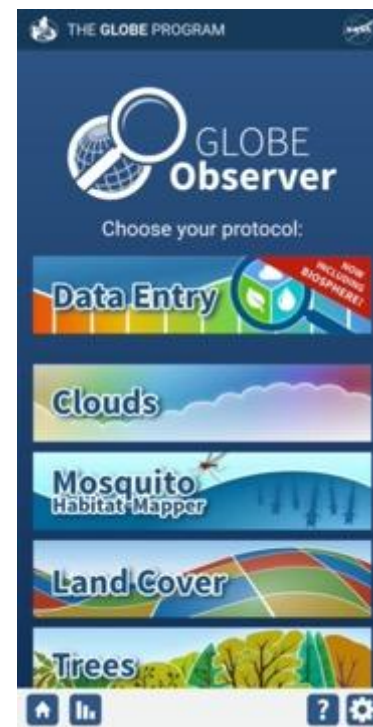 THE GLOBE PROGRAM
NASA
GLOBE
Observer
Choose your protocol:
Data Entry
NOW
INCLUDING
BIOSPHERE!
Clouds
Mosquito
Habitat Mapper
Land Cover
Trees
?